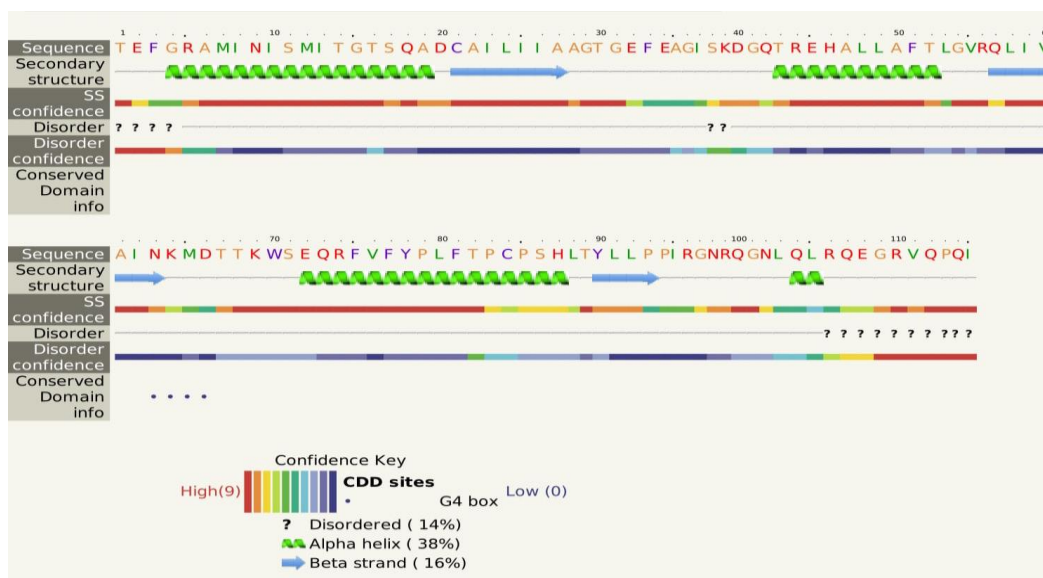 1 10 20 30 40 50
Sequence T E F G R A M I N I S M I T G T S Q A D C A I L I I A A G T G E F E A G I S K D G Q T R E H A L L A F T L G V R Q L I V
Secondary
structure
SS
confidence
Disorder ? ? ? ? ? ?
Disorder
confidence
Conserved
Domain
info
70 80 90 100 110
Sequence A I N K M D T T K W S E Q R F V F Y P L F T P C P S H L T Y L L P P I R G N R Q G N L Q L R Q E G R V Q P Q I
Secondary
structure
SS
confidence
Disorder ? ? ? ? ? ? ? ? ? ?
Disorder
confidence
Conserved
Domain
info
Confidence Key
High(9) CDD sites Low (0)
G4 box
? Disordered ( 14%)
Alpha helix ( 38%)
Beta strand ( 16%)